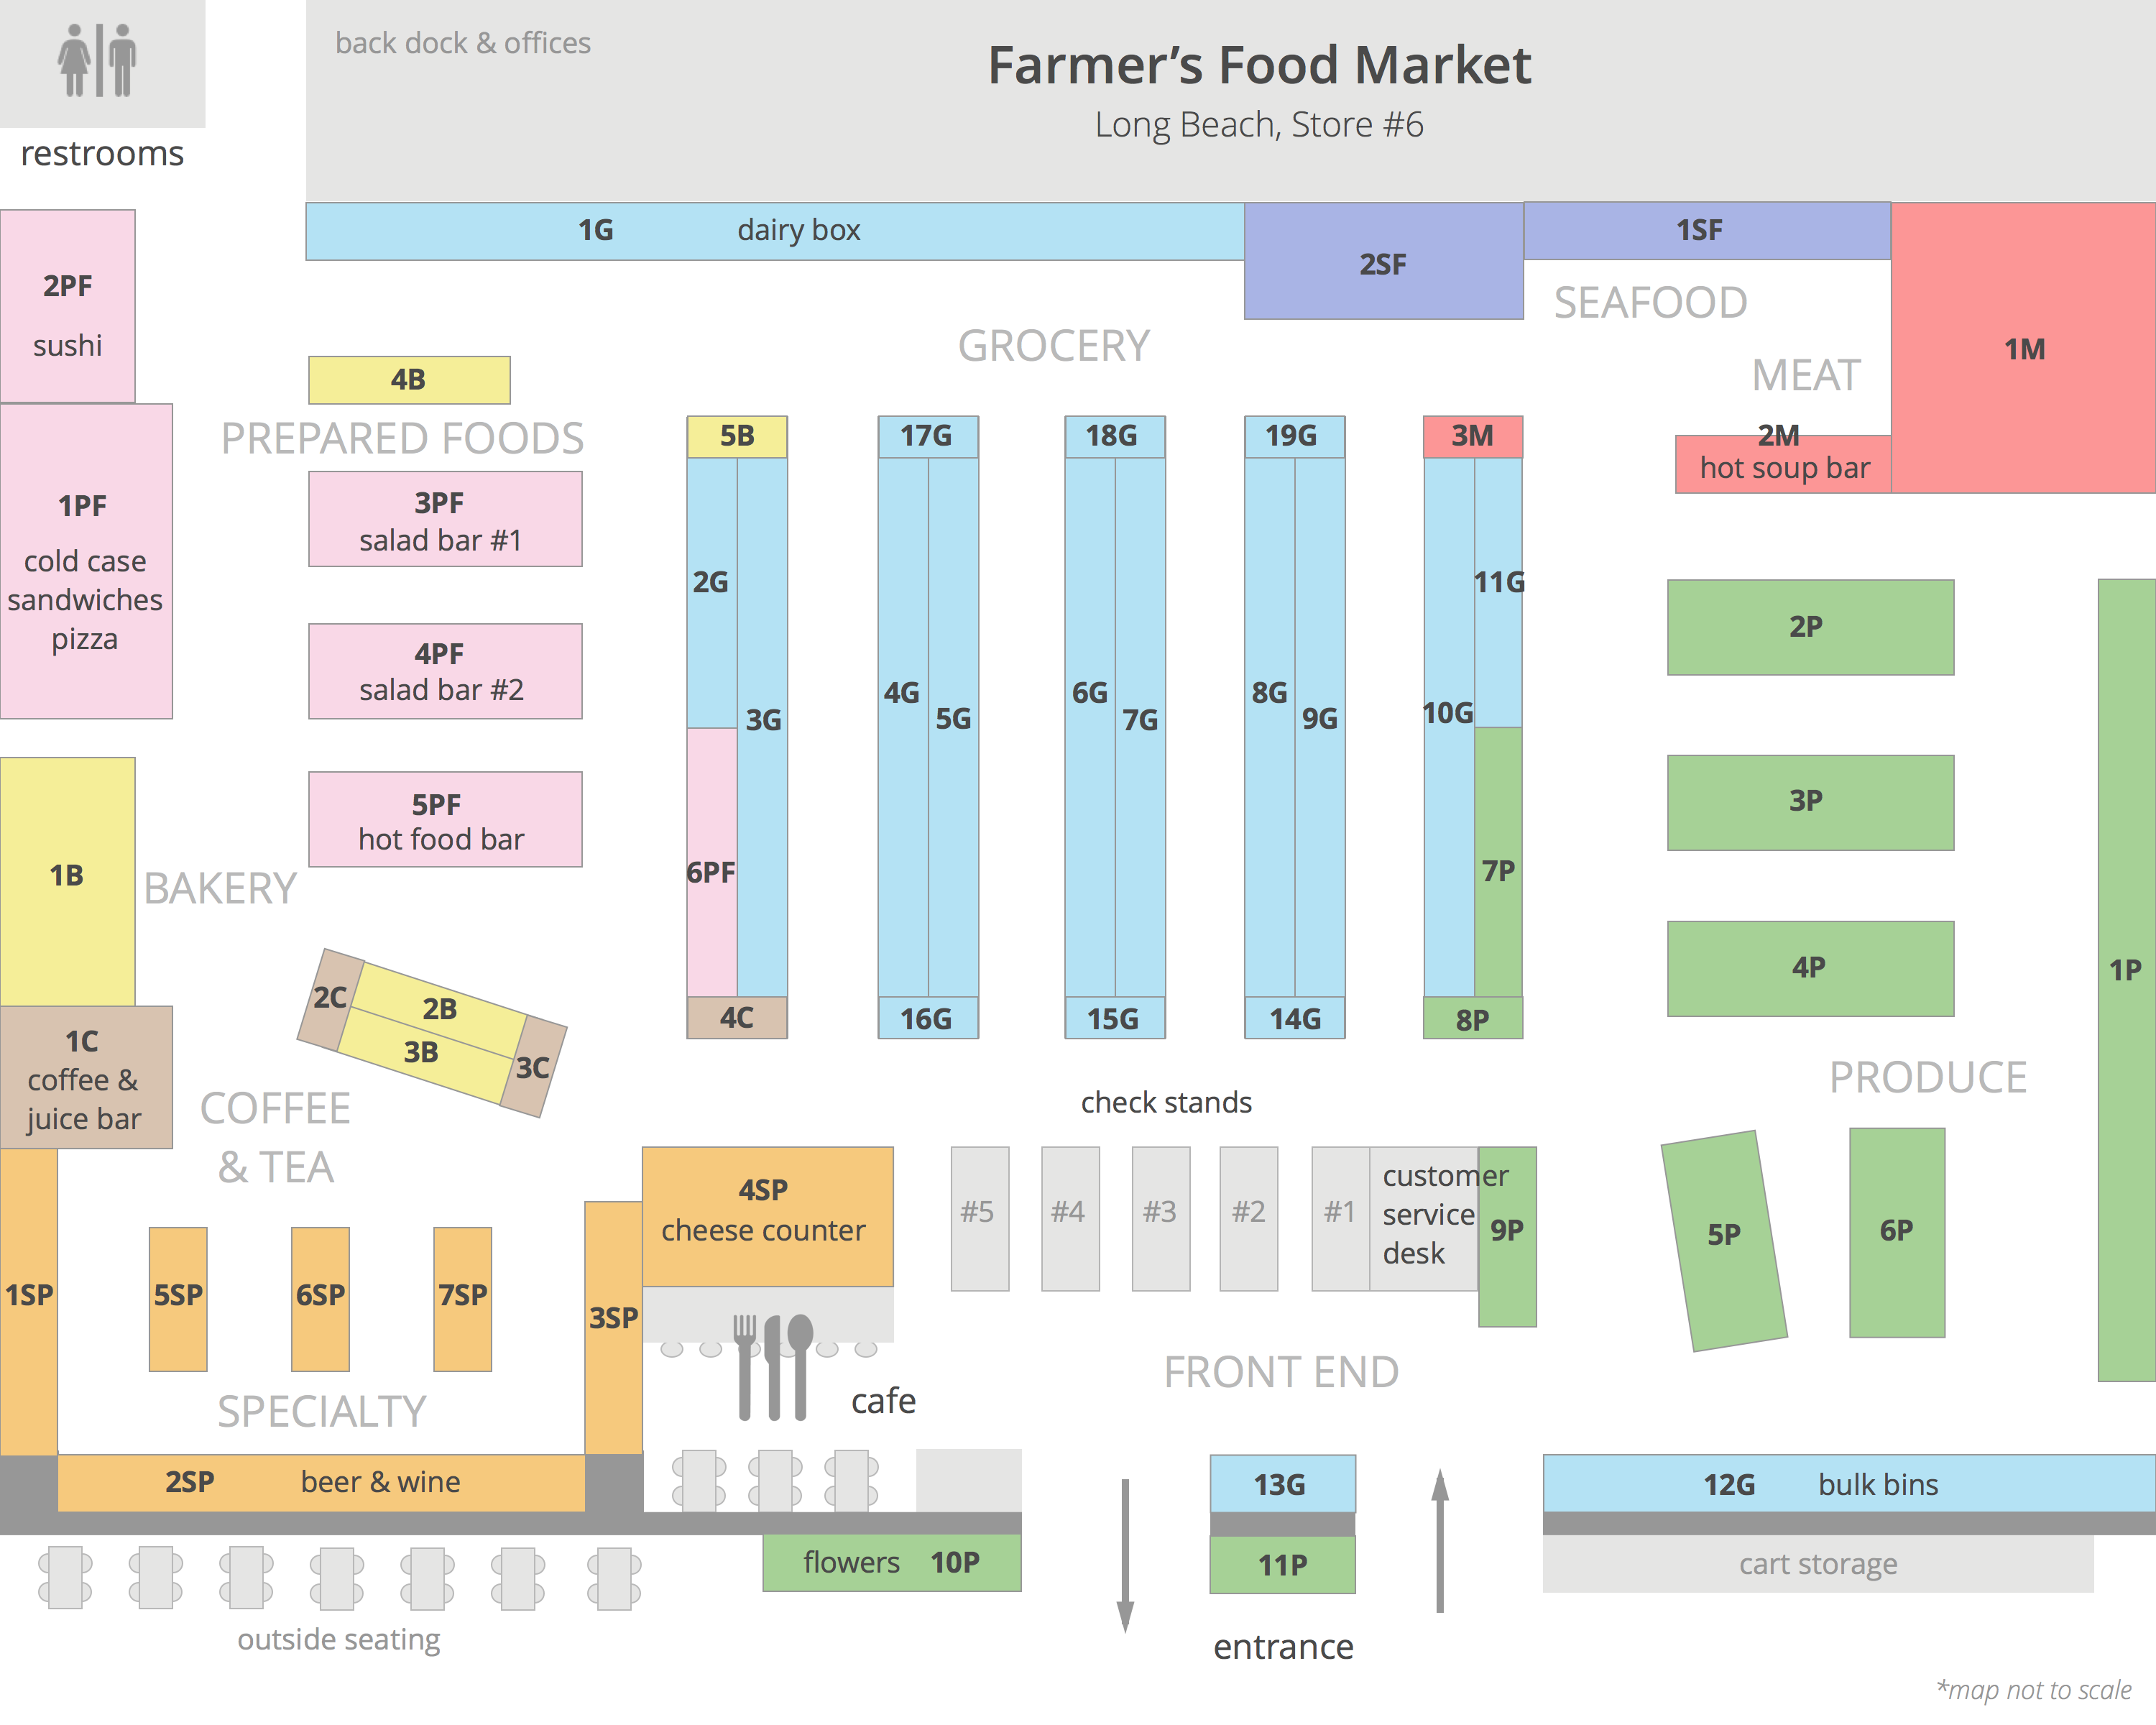 back dock & offices
Farmer's Food Market
Long Beach, Store #6
restrooms
1G dairy box
2SF
1SF
SEAFOOD
1M
MEAT
2M
hot soup bar
2PF
sushi
GROCERY
4B
PREPARED FOODS
1PF
cold case
sandwiches
pizza
3PF
salad bar #1
4PF
salad bar #2
5PF
hot food bar
5B
2G
3G
6PF
4C
17G
4G
5G
16G
18G
6G
7G
15G
19G
8G
9G
14G
3M
11G
10G
7P
8P
2P
3P
4P
1P
PRODUCE
5P
6P
1B
BAKERY
2C
2B
3B
3C
1C
coffee &
juice bar
COFFEE
& TEA
check stands
4SP
cheese counter
#5
#4
#3
#2
#1
customer
service
desk
9P
1SP
5SP
6SP
7SP
3SP
SPECIALTY
cafe
FRONT END
2SP beer & wine
13G
12G bulk bins
flowers 10P
11P
cart storage
outside seating
entrance
*map not to scale